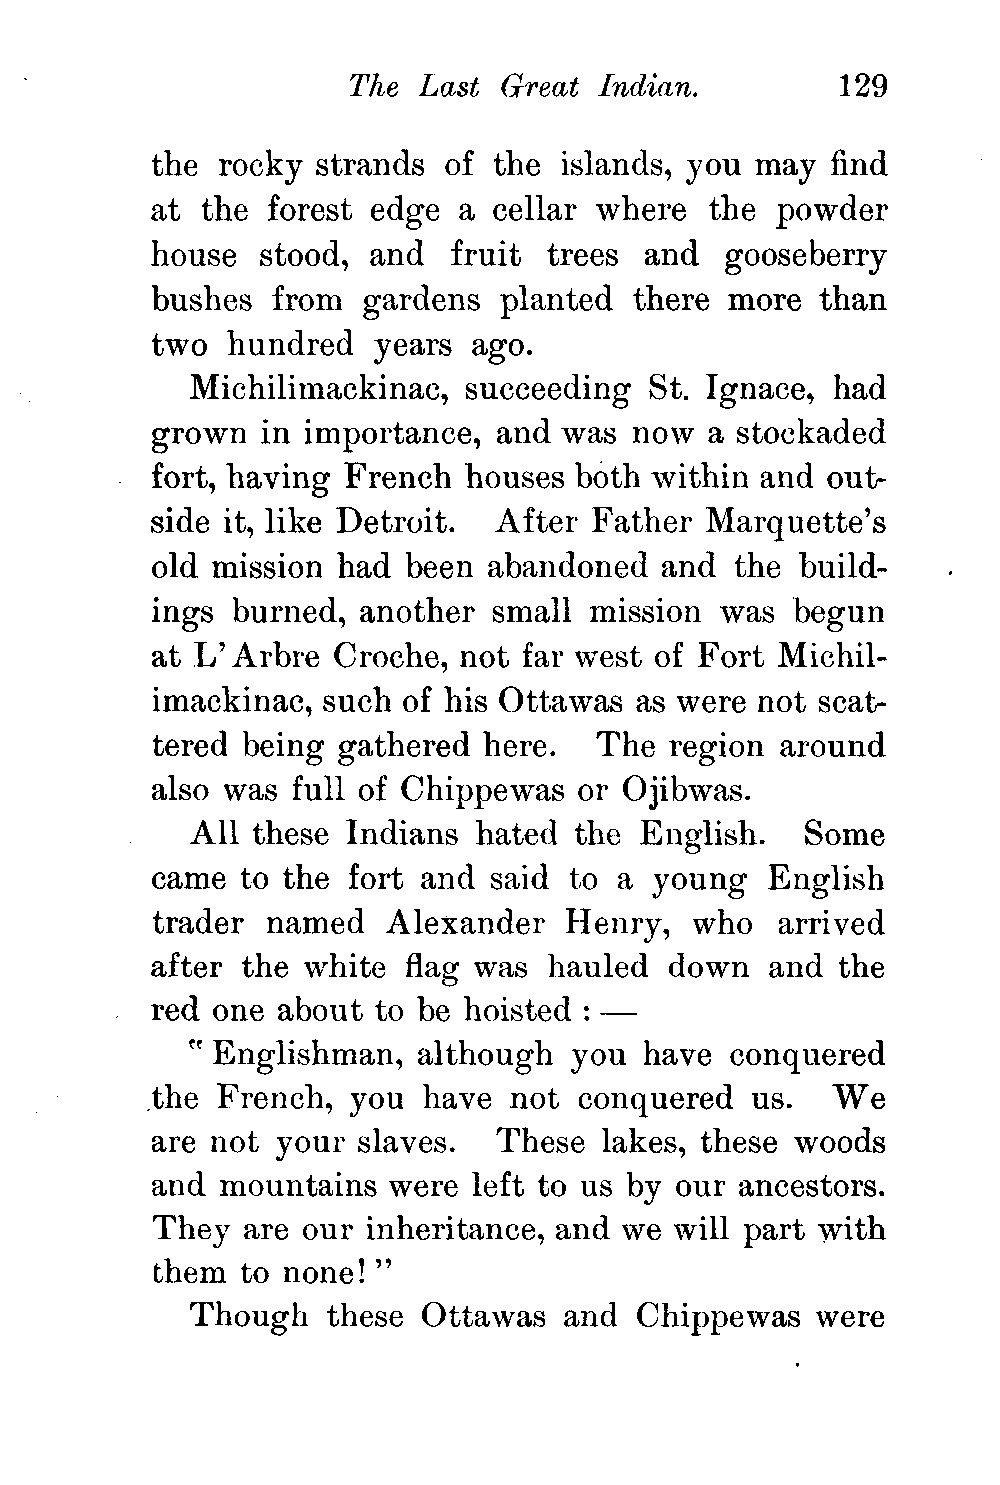 The Last Great Indian. 129
the rocky strands of the islands, you may find
at the forest edge a cellar where the powder
house stood, and fruit trees and gooseberry
bushes from gardens planted there more than
two hundred years ago.
Michilimackinac, succeeding St. Ignace, had
grown in importance, and was now a stockaded
fort, having French houses both within and out-
side it, like Detroit. After Father Marquette's
old mission had been abandoned and the build-
ings burned, another small mission was begun
at L'Arbre Croche, not far west of Fort Michil-
imackinac, such of his Ottawas as were not scat-
tered being gathered here. The region around
also was full of Chippewas or Ojibwas.
All these Indians hated the English. Some
came to the fort and said to a young English
trader named Alexander Henry, who arrived
after the white flag was hauled down and the
red one about to be hoisted : —
" Englishman, although you have conquered
the French, you have not conquered us. We
are not your slaves. These lakes, these woods
and mountains were left to us by our ancestors.
They are our inheritance, and we will part with
them to none! "
Though these Ottawas and Chippewas were